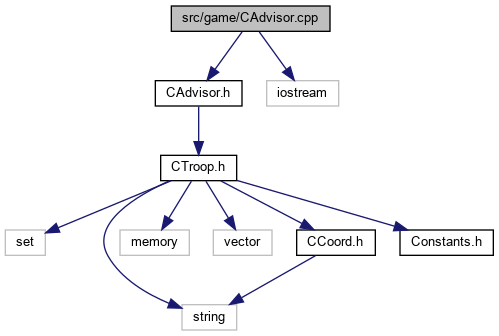 src/game/CAdvisor.cpp
CAdvisor.h
iostream
CTroop.h
set
memory
vector
CCoord.h
Constants.h
string